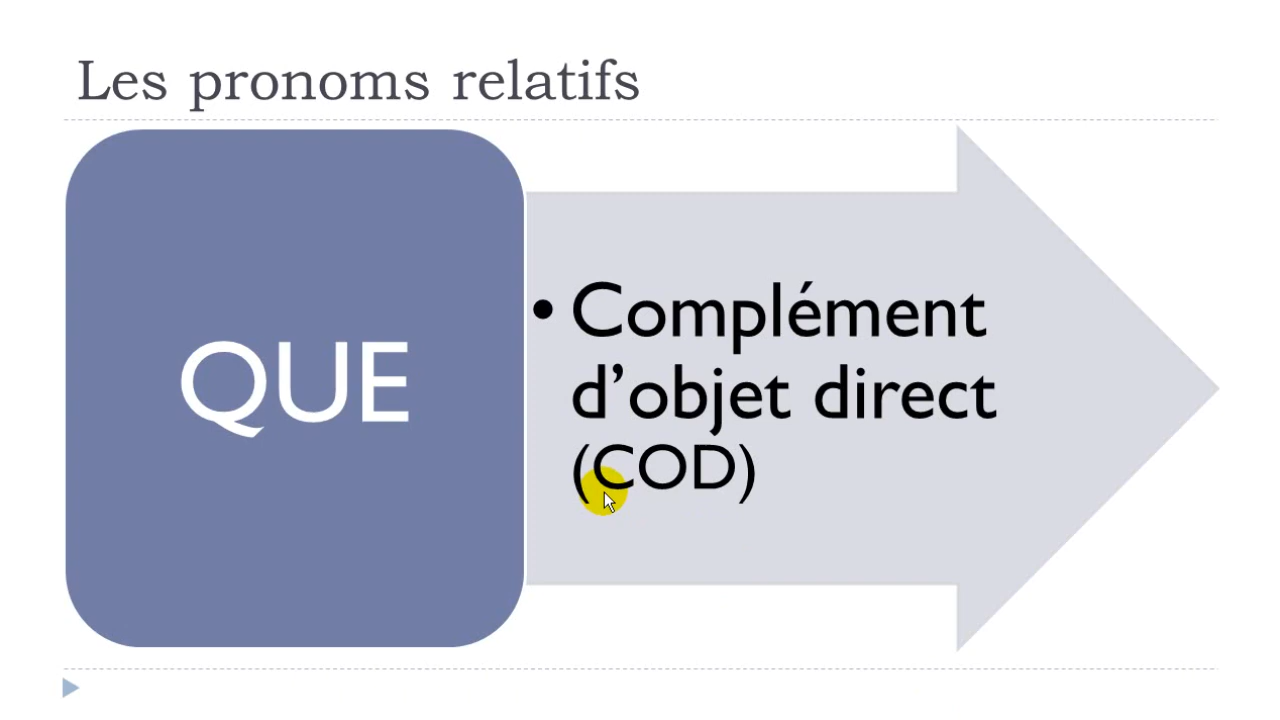 Les pronoms relatifs
QUE
• Complément
d’objet direct
(COD)